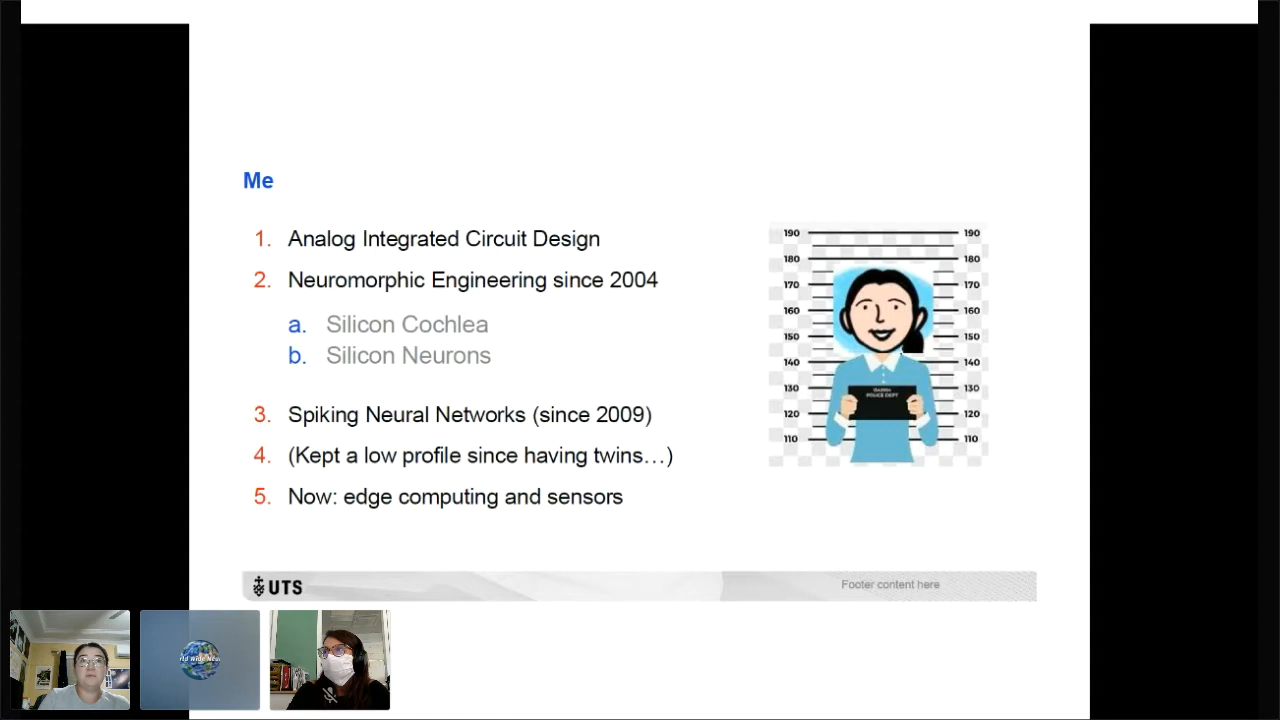 Me
1. Analog Integrated Circuit Design
2. Neuromorphic Engineering since 2004
a. Silicon Cochlea
b. Silicon Neurons
3. Spiking Neural Networks (since 2009)
4. (Kept a low profile since having twins…)
5. Now: edge computing and sensors
190 190
180 180
170 170
160 160
150 150
140 140
130 130
POLICE DEPT
120 120
110 110
UTS
Footer content here